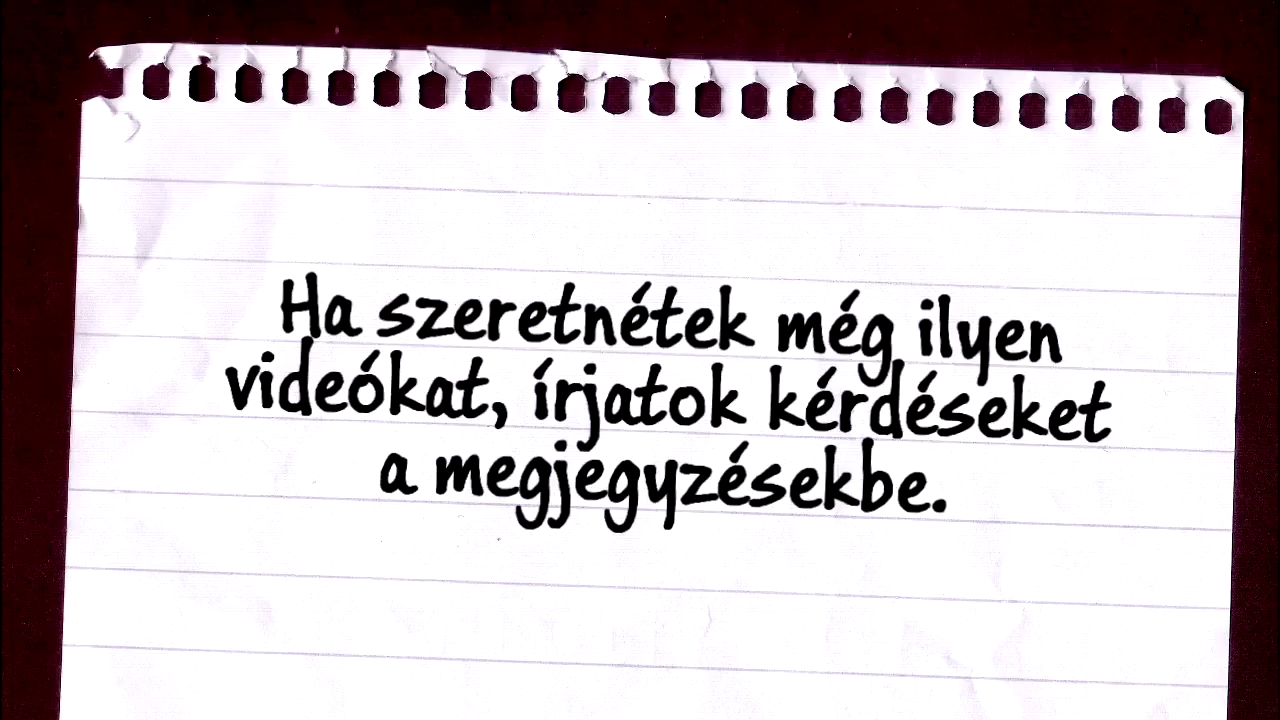 Ha szeretnétek még ilyen
videókat, írjatok kérdéseket
a megjegyzésekbe.